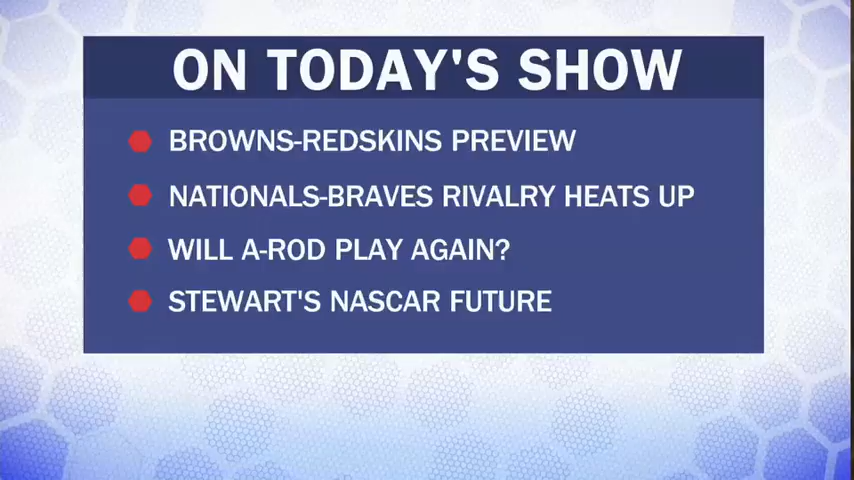 ON TODAY'S SHOW
BROWNS-REDSKINS PREVIEW
NATIONALS-BRAVES RIVALRY HEATS UP
WILL A-ROD PLAY AGAIN?
STEWART'S NASCAR FUTURE